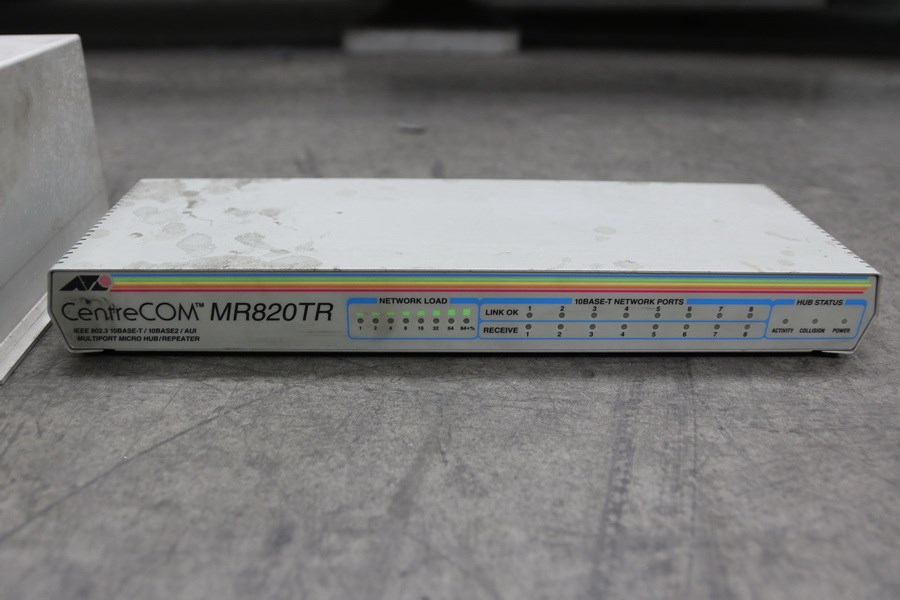 CentreCOM™ MR820TR
IEEE 802.3 10BASE-T / 10BASE2 / AUI
MULTIPORT MICRO HUB/REPEATER
NETWORK LOAD
1 2 4 8 16 32 64 64+%
10BASE-T NETWORK PORTS
1 2 3 4 5 6 7 8
LINK OK
RECEIVE
1 2 3 4 5 6 7 8
HUB STATUS
ACTIVITY COLLISION POWER